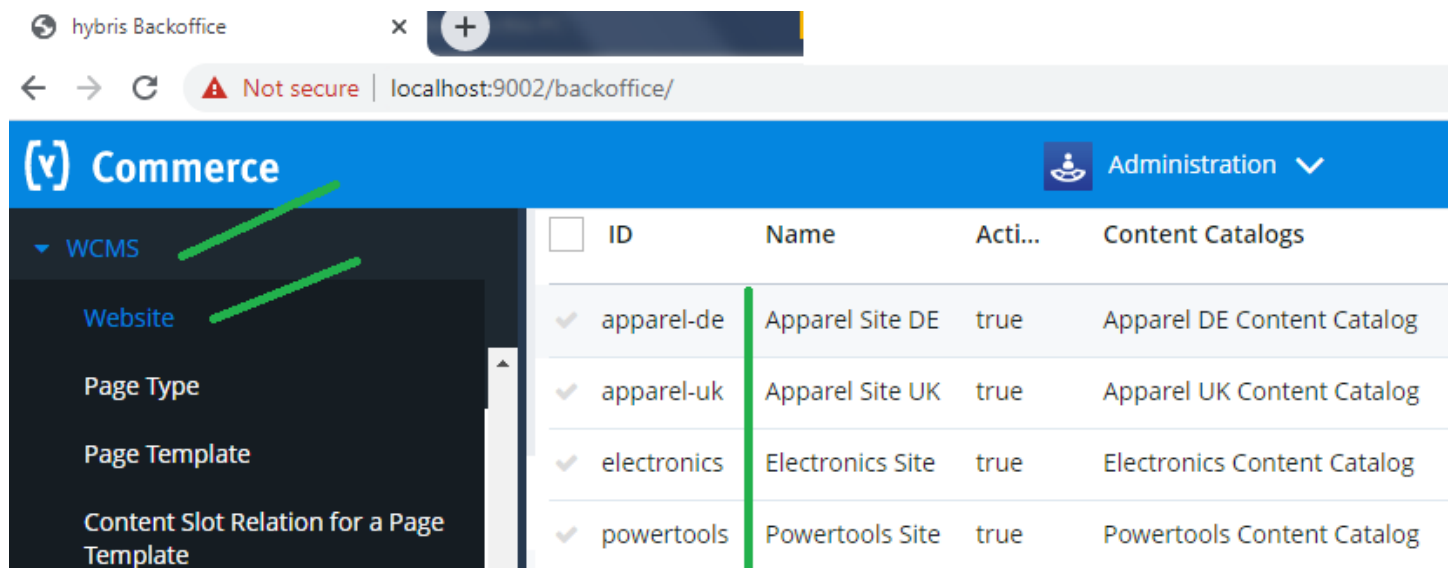 hybris Backoffice
Not secure | localhost:9002/backoffice/
(y) Commerce
Administration
WCMS
Website
Page Type
Page Template
Content Slot Relation for a Page
Template
ID Name Acti... Content Catalogs
apparel-de Apparel Site DE true Apparel DE Content Catalog
apparel-uk Apparel Site UK true Apparel UK Content Catalog
electronics Electronics Site true Electronics Content Catalog
powertools Powertools Site true Powertools Content Catalog